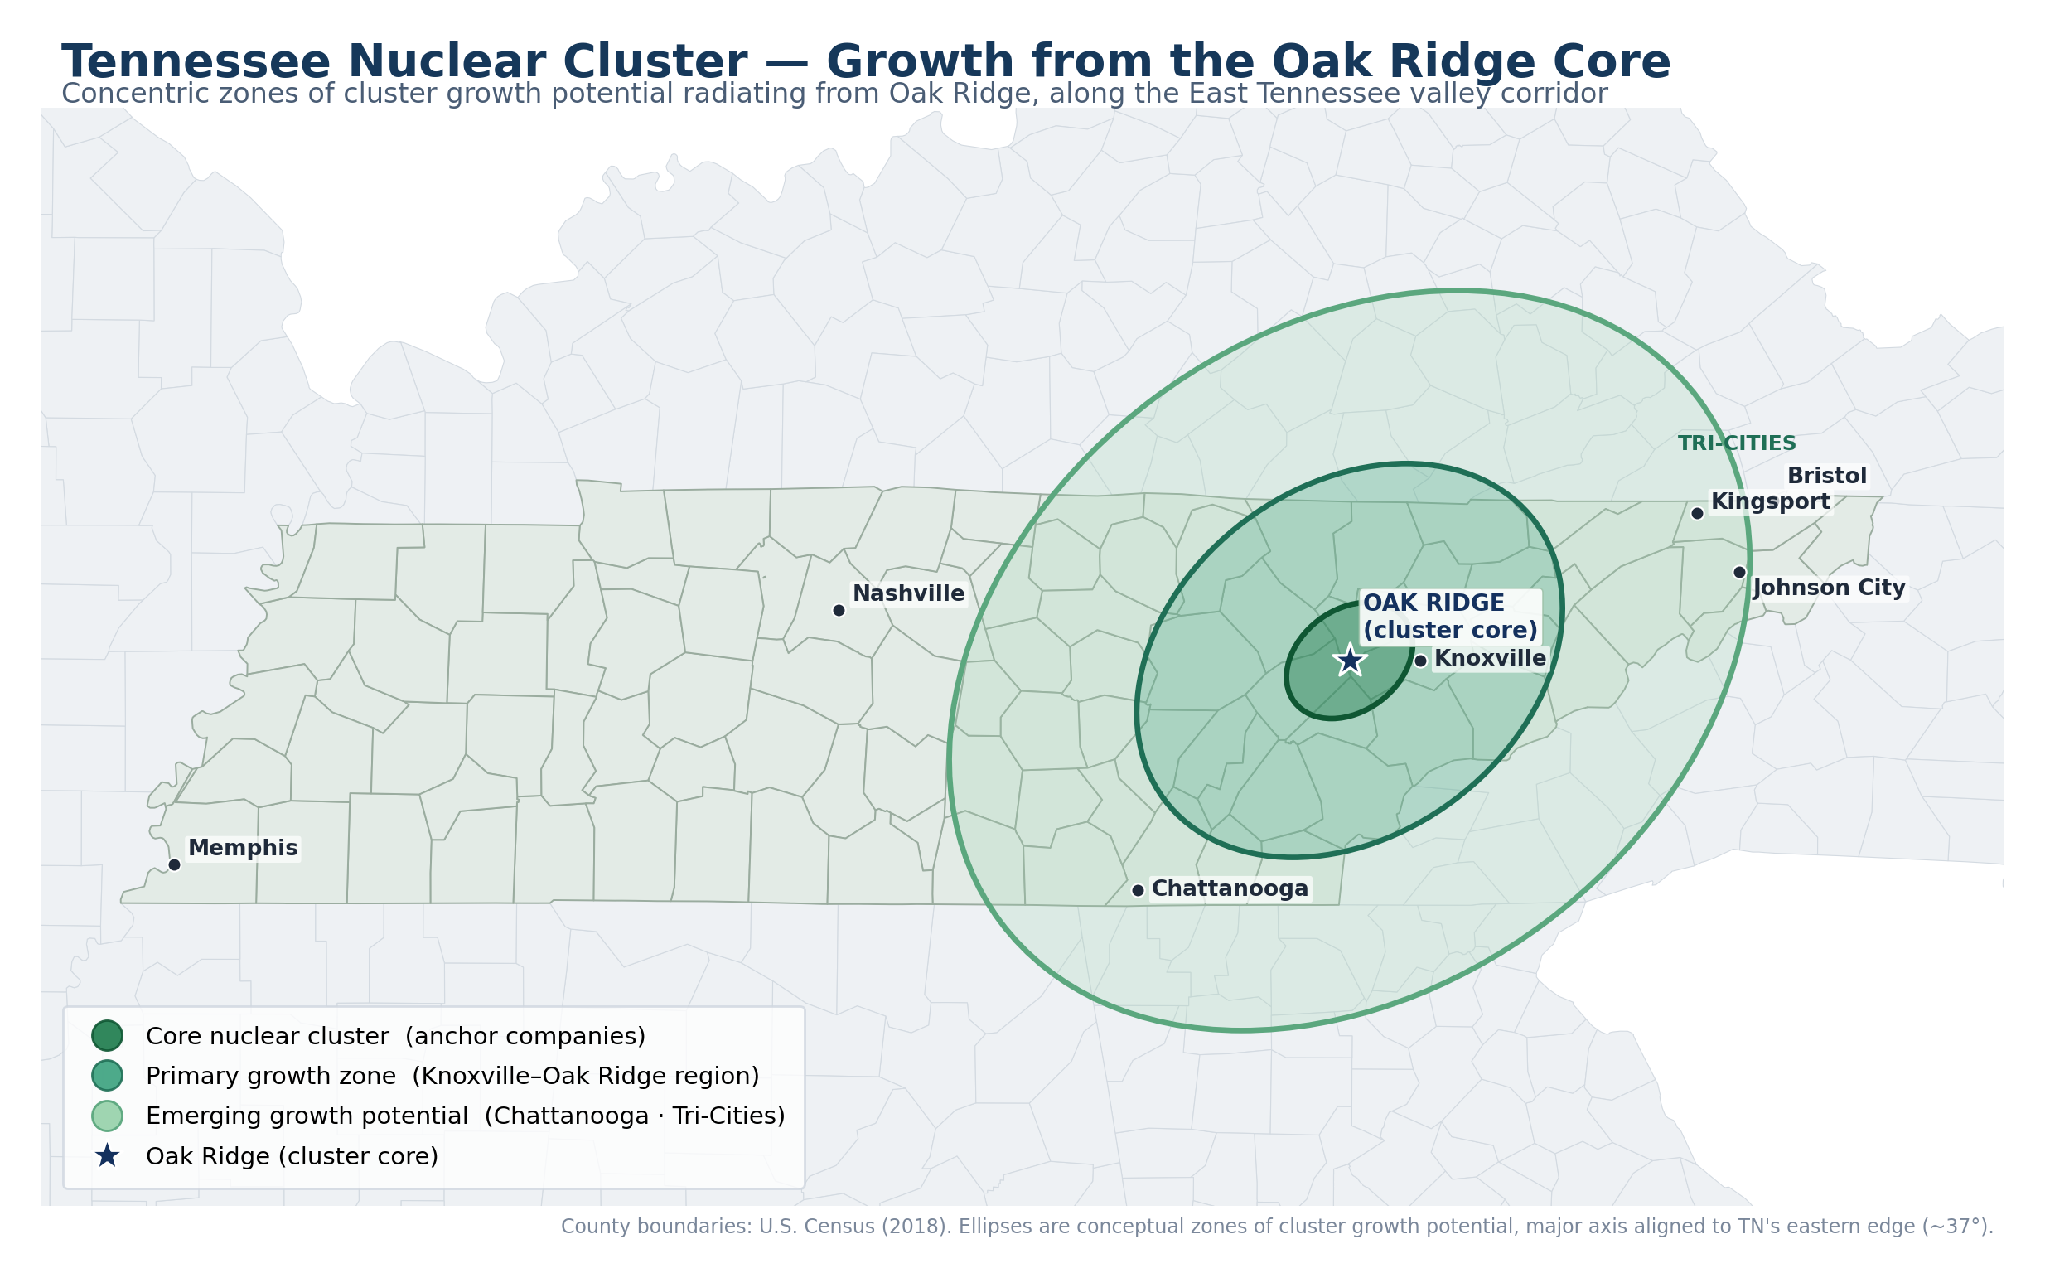 Tennessee Nuclear Cluster — Growth from the Oak Ridge Core
Concentric zones of cluster growth potential radiating from Oak Ridge, along the East Tennessee valley corridor
TRI-CITIES
Bristol
Kingsport
Johnson City
Nashville
OAK RIDGE
(cluster core)
Knoxville
Memphis
Chattanooga
Core nuclear cluster (anchor companies)
Primary growth zone (Knoxville–Oak Ridge region)
Emerging growth potential (Chattanooga · Tri-Cities)
Oak Ridge (cluster core)
County boundaries: U.S. Census (2018). Ellipses are conceptual zones of cluster growth potential, major axis aligned to TN's eastern edge (~37°).